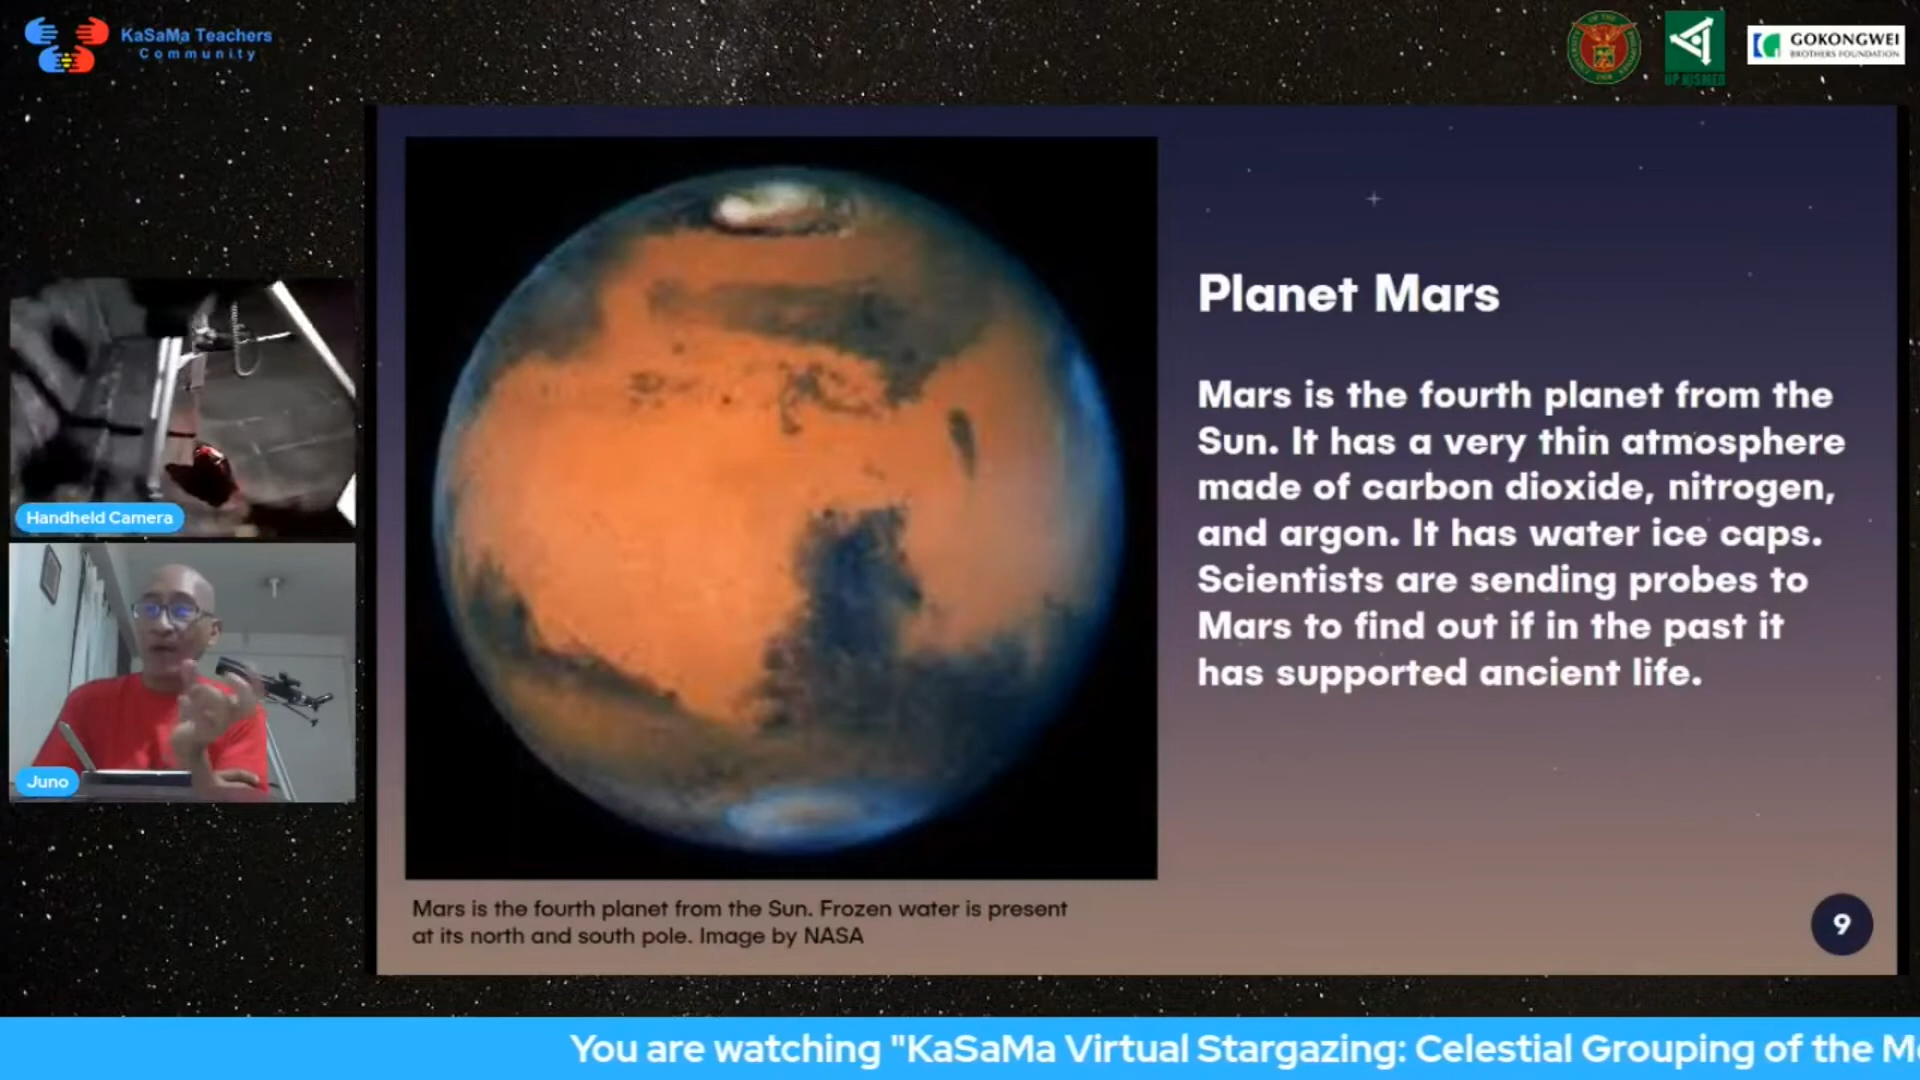 KaSaMa Teachers
Community
UP NISMED
GOKONGWEI
BROTHERS FOUNDATION
Handheld Camera
Juno
Planet Mars
Mars is the fourth planet from the
Sun. It has a very thin atmosphere
made of carbon dioxide, nitrogen,
and argon. It has water ice caps.
Scientists are sending probes to
Mars to find out if in the past it
has supported ancient life.
Mars is the fourth planet from the Sun. Frozen water is present
at its north and south pole. Image by NASA
9
You are watching "KaSaMa Virtual Stargazing: Celestial Grouping of the